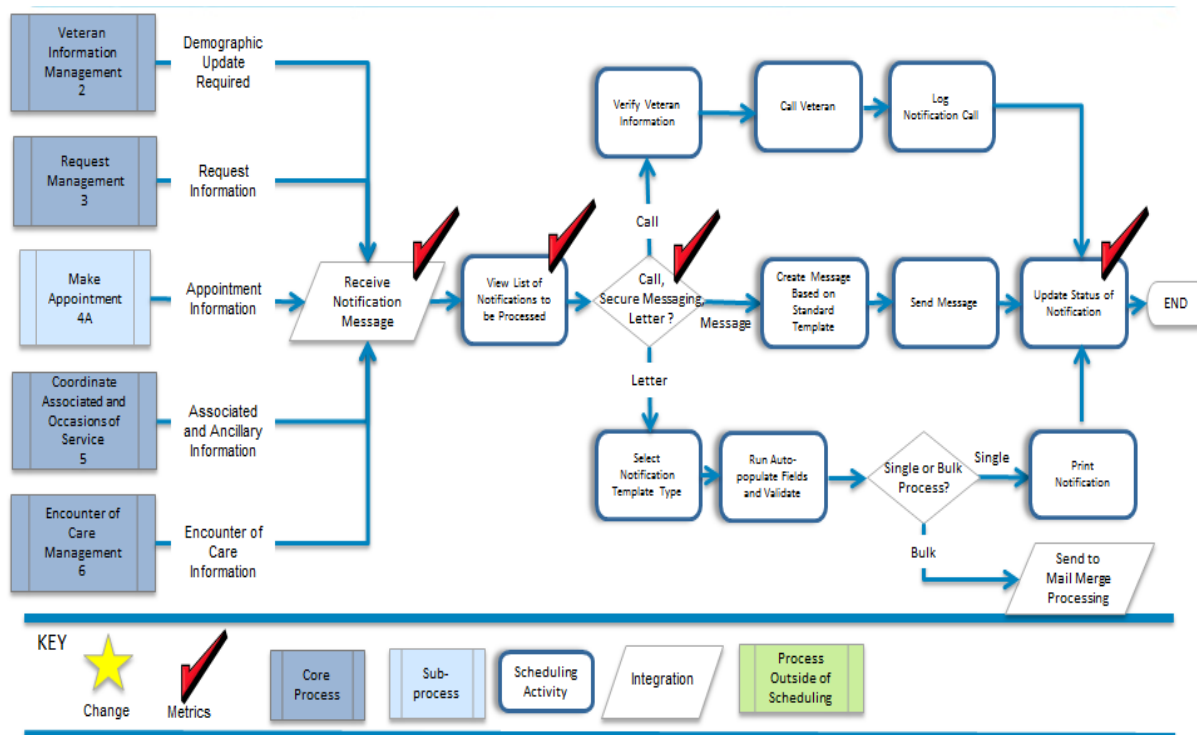 Veteran
Information
Management
2
Demographic
Update
Required
Request
Management
3
Request
Information
Make
Appointment
4A
Appointment
Information
Coordinate
Associated and
Occasions of
Service
5
Associated
and Ancillary
Information
Encounter of
Care
Management
6
Encounter of
Care
Information
Receive
Notification
Message
View List of
Notifications to
be Processed
Call,
Secure Messaging,
Letter ?
Call
Verify Veteran
Information
Call Veteran
Log
Notification Call
Message
Create Message
Based on
Standard
Template
Send Message
Update Status of
Notification
END
Letter
Select
Notification
Template Type
Run Auto-
populate Fields
and Validate
Single or Bulk
Process?
Single
Print
Notification
Bulk
Send to
Mail Merge
Processing
KEY
Change
Metrics
Core
Process
Sub-
process
Scheduling
Activity
Integration
Process
Outside of
Scheduling